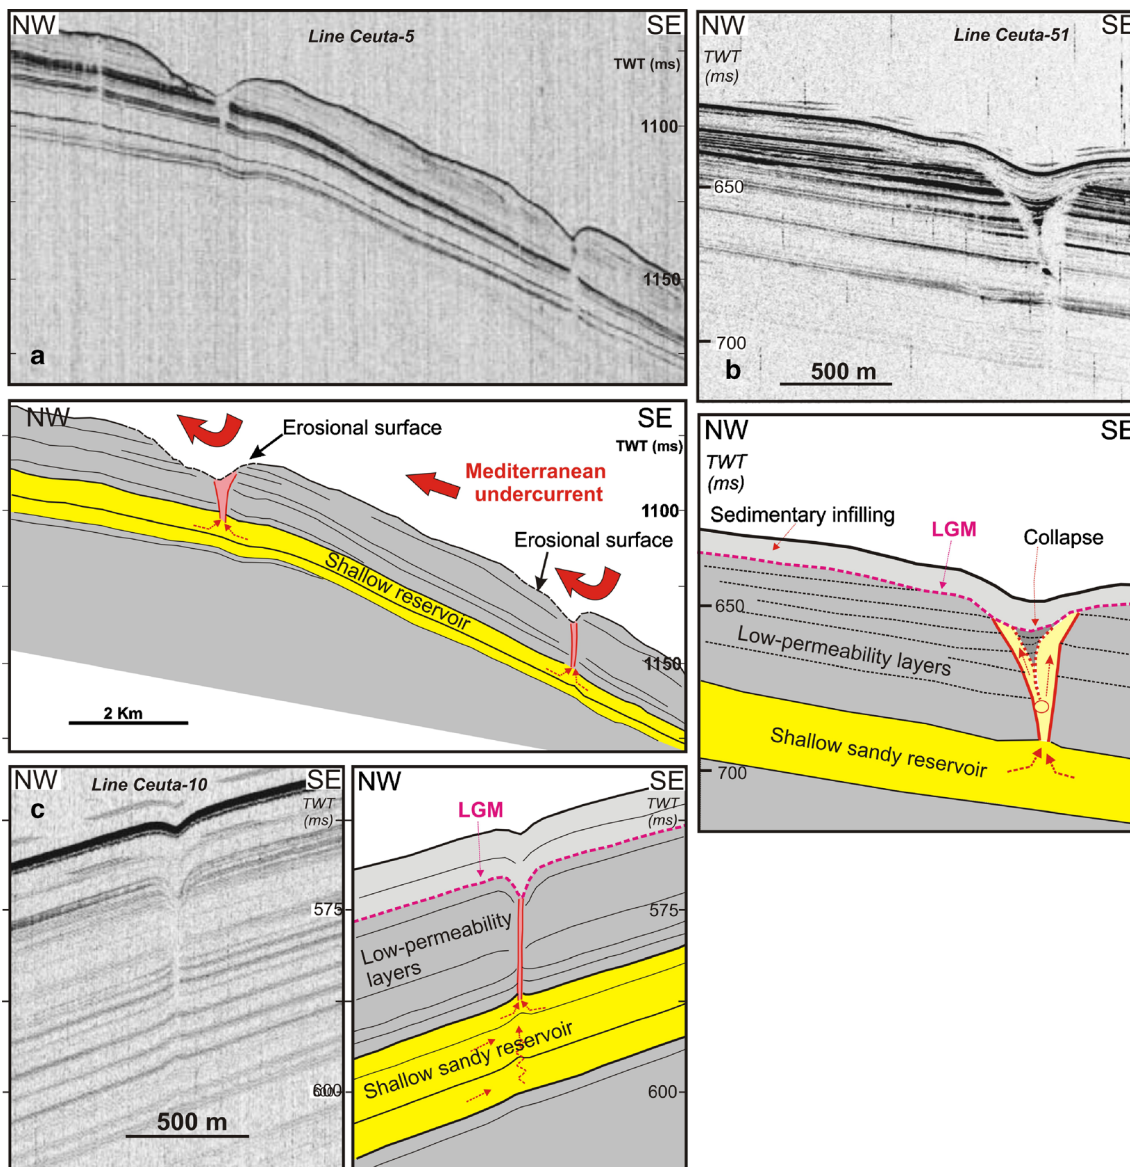 NW
Line Ceuta-5
SE
TWT (ms)
1100
1150
a
NW
Line Ceuta-51
SE
TWT
(ms)
650
700
b
500 m
NW
SE
TWT (ms)
Erosional surface
Mediterranean
undercurrent
1100
Erosional surface
Shallow reservoir
1150
2 Km
NW
SE
TWT
(ms)
Sedimentary infilling
LGM
Collapse
650
Low-permeability layers
Shallow sandy reservoir
700
NW
Line Ceuta-10
SE
TWT
(ms)
c
575
600
500 m
NW
SE
TWT
(ms)
LGM
575
Low-permeability
layers
Shallow sandy reservoir
600